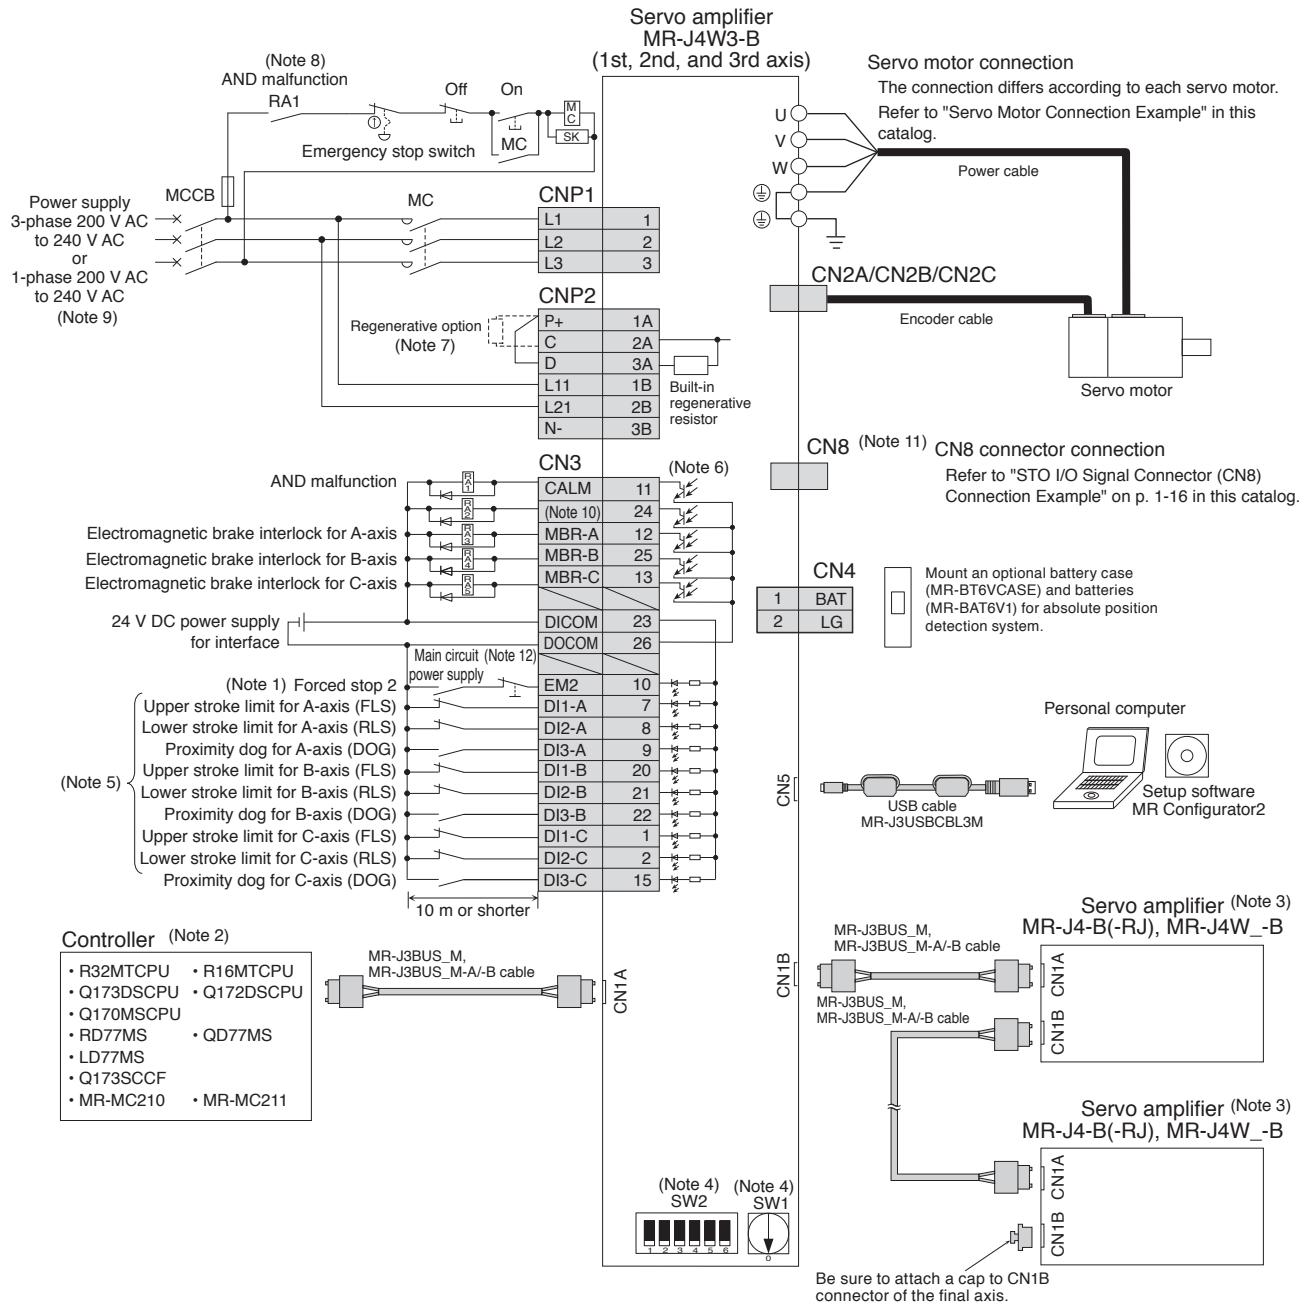 Servo amplifier
MR-J4W3-B
(1st, 2nd, and 3rd axis)
(Note 8)
AND malfunction
RA1
Off
On
MC
SK
MC
Emergency stop switch
MCCB
MC
Power supply
3-phase 200 V AC
to 240 V AC
or
1-phase 200 V AC
to 240 V AC
(Note 9)
CNP1
L1 1
L2 2
L3 3
CNP2
Regenerative option
(Note 7)
P+ 1A
C 2A
D 3A
L11 1B
L21 2B
N- 3B
Built-in
regenerative
resistor
Servo motor connection
The connection differs according to each servo motor.
Refer to "Servo Motor Connection Example" in this
catalog.
U
V
W
Power cable
CN2A/CN2B/CN2C
Encoder cable
Servo motor
CN8 (Note 11)
CN8 connector connection
Refer to "STO I/O Signal Connector (CN8)
Connection Example" on p. 1-16 in this catalog.
CN3
(Note 6)
AND malfunction
RA1
CALM 11
RA2
(Note 10) 24
Electromagnetic brake interlock for A-axis
RA3
MBR-A 12
Electromagnetic brake interlock for B-axis
RA4
MBR-B 25
Electromagnetic brake interlock for C-axis
RA5
MBR-C 13
24 V DC power supply
for interface
DICOM 23
DOCOM 26
Main circuit
power supply
(Note 12)
(Note 1) Forced stop 2
EM2 10
(Note 5)
Upper stroke limit for A-axis (FLS)
DI1-A 7
Lower stroke limit for A-axis (RLS)
DI2-A 8
Proximity dog for A-axis (DOG)
DI3-A 9
Upper stroke limit for B-axis (FLS)
DI1-B 20
Lower stroke limit for B-axis (RLS)
DI2-B 21
Proximity dog for B-axis (DOG)
DI3-B 22
Upper stroke limit for C-axis (FLS)
DI1-C 1
Lower stroke limit for C-axis (RLS)
DI2-C 2
Proximity dog for C-axis (DOG)
DI3-C 15
10 m or shorter
CN4
1 BAT
2 LG
Mount an optional battery case
(MR-BT6VCASE) and batteries
(MR-BAT6V1) for absolute position
detection system.
CN5
USB cable
MR-J3USBCBL3M
Personal computer
Setup software
MR Configurator2
Controller (Note 2)
• R32MTCPU • R16MTCPU
• Q173DSCPU • Q172DSCPU
• Q170MSCPU
• RD77MS • QD77MS
• LD77MS
• Q173SCCF
• MR-MC210 • MR-MC211
MR-J3BUS_M,
MR-J3BUS_M-A/-B cable
CN1A
CN1B
MR-J3BUS_M,
MR-J3BUS_M-A/-B cable
Servo amplifier (Note 3)
MR-J4-B(-RJ), MR-J4W_-B
CN1A
CN1B
MR-J3BUS_M,
MR-J3BUS_M-A/-B cable
Servo amplifier (Note 3)
MR-J4-B(-RJ), MR-J4W_-B
CN1A
CN1B
(Note 4)
SW2
1 2 3 4 5 6
(Note 4)
SW1
0
Be sure to attach a cap to CN1B
connector of the final axis.